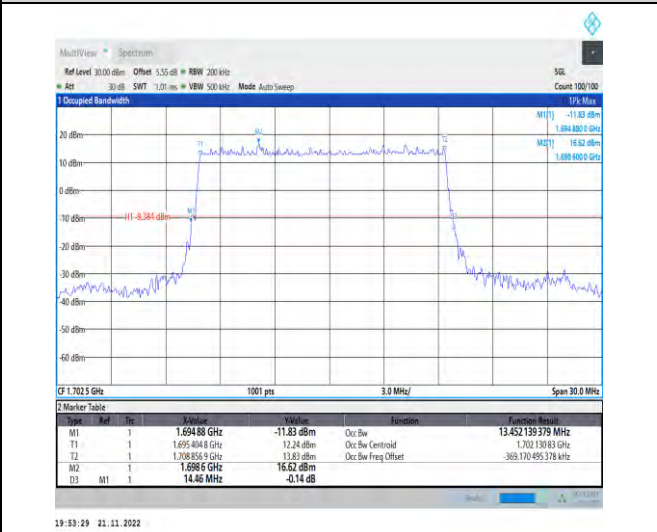 MultiView Spectrum
Ref Level 30.00 dBm Offset 5.55 dB RBW 200 kHz SGL
Att 30 dB SWT 1.01 ms VBW 500 kHz Mode Auto Sweep Count 100/100
1 Occupied Bandwidth 1Pk Max
M1[1] -11.83 dBm
1.694 880 0 GHz
16.62 dBm
1.698 600 0 GHz
20 dBm
M2
T1
T2
10 dBm
0 dBm
M1
-10 dBm
H1 -9.384 dBm
-20 dBm
-30 dBm
-40 dBm
-50 dBm
-60 dBm
CF 1.702 5 GHz 1001 pts 3.0 MHz/ Span 30.0 MHz
2 Marker Table
Type Ref Trc X-Value Y-Value Function Function Result
M1 1 1.694 88 GHz -11.83 dBm Occ Bw 13.452 139 379 MHz
T1 1 1.695 404 8 GHz 12.24 dBm Occ Bw Centroid 1.702 130 83 GHz
T2 1 1.708 856 9 GHz 13.83 dBm Occ Bw Freq Offset -369.170 495 378 kHz
M2 1 1.698 6 GHz 16.62 dBm
D3 M1 1 14.46 MHz -0.14 dB
19:53:29 21.11.2022